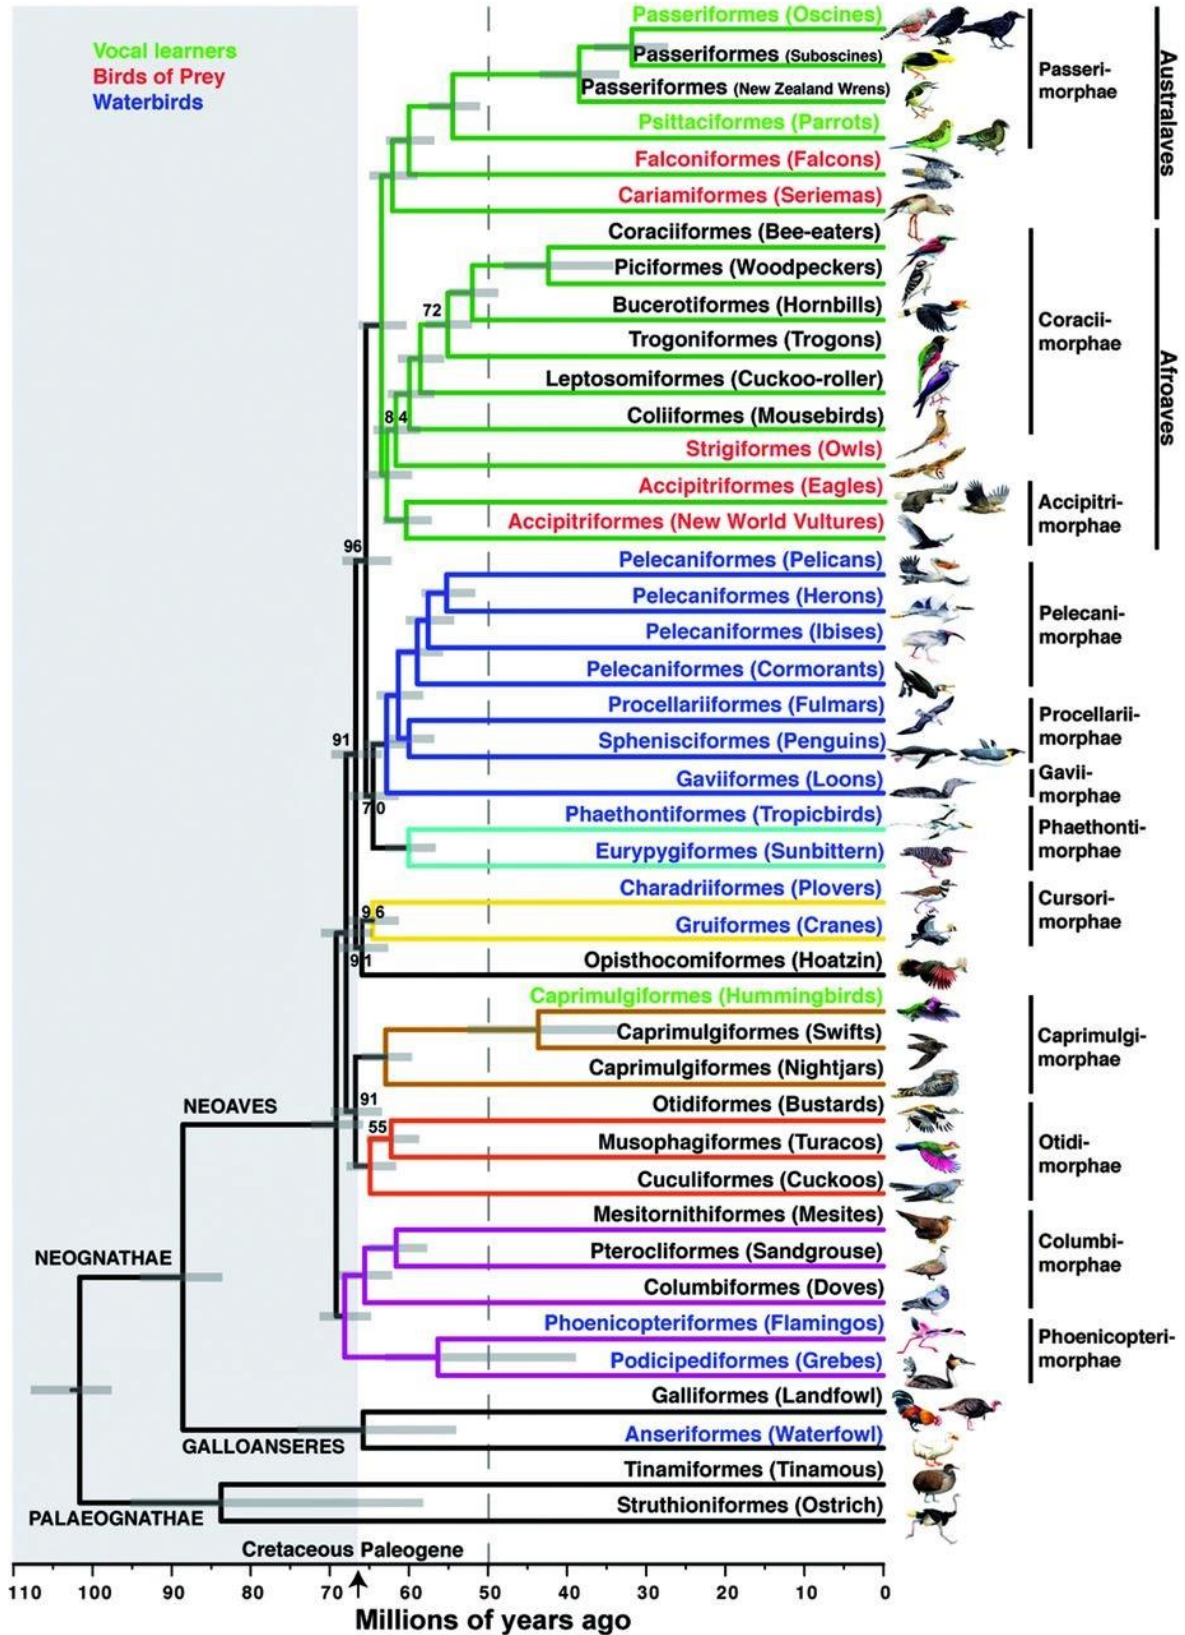 Vocal learners
Birds of Prey
Waterbirds
Passeriformes (Oscines)
Passeriformes (Suboscines)
Passeriformes (New Zealand Wrens)
Psittaciformes (Parrots)
Falconiformes (Falcons)
Cariamiformes (Seriemas)
Coraciiformes (Bee-eaters)
Piciformes (Woodpeckers)
Bucerotiformes (Hornbills)
Trogoniformes (Trogons)
Leptosomiformes (Cuckoo-roller)
Coliiformes (Mousebirds)
Strigiformes (Owls)
Accipitriformes (Eagles)
Accipitriformes (New World Vultures)
Pelecaniformes (Pelicans)
Pelecaniformes (Herons)
Pelecaniformes (Ibises)
Pelecaniformes (Cormorants)
Procellariiformes (Fulmars)
Sphenisciformes (Penguins)
Gaviiformes (Loons)
Phaethontiformes (Tropicbirds)
Eurypygiformes (Sunbittern)
Charadriiformes (Plovers)
Gruiformes (Cranes)
Opisthocomiformes (Hoatzin)
Caprimulgiformes (Hummingbirds)
Caprimulgiformes (Swifts)
Caprimulgiformes (Nightjars)
Otidiformes (Bustards)
Musophagiformes (Turacos)
Cuculiformes (Cuckoos)
Mesitornithiformes (Mesites)
Pterocliformes (Sandgrouse)
Columbiformes (Doves)
Phoenicopteriformes (Flamingos)
Podicipediformes (Grebes)
Galliformes (Landfowl)
Anseriformes (Waterfowl)
Tinamiformes (Tinamous)
Struthioniformes (Ostrich)
Passeri-
morphae
Coracii-
morphae
Accipitri-
morphae
Pelecani-
morphae
Procellarii-
morphae
Gavii-
morphae
Phaethonti-
morphae
Cursori-
morphae
Caprimulgi-
morphae
Otidi-
morphae
Columbi-
morphae
Phoenicopteri-
morphae
Australaves
Afroaves
72
84
96
91
70
96
91
91
55
NEOAVES
NEOGNATHAE
GALLOANSERES
PALAEOGNATHAE
Cretaceous Paleogene
110 100 90 80 70 60 50 40 30 20 10 0
Millions of years ago